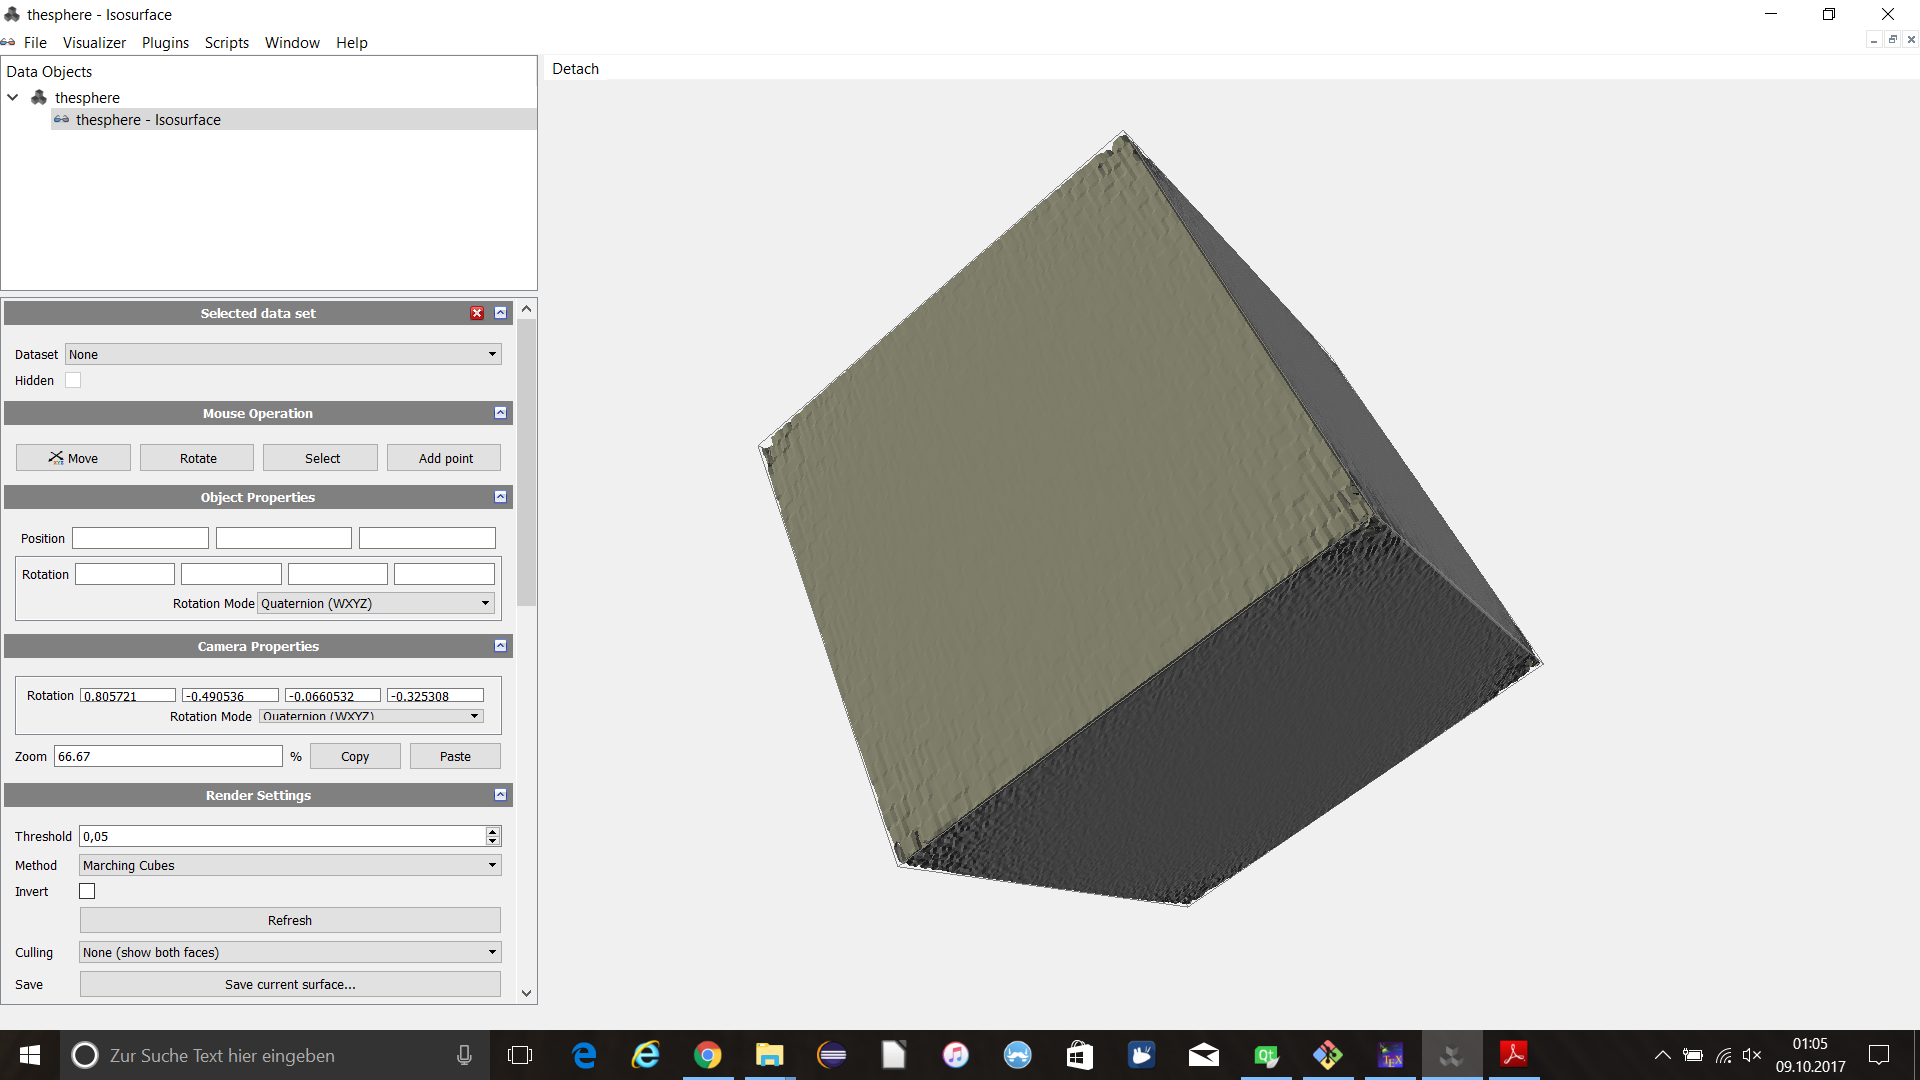 thesphere - Isosurface
File Visualizer Plugins Scripts Window Help
Data Objects
thesphere
thesphere - Isosurface
Detach
Selected data set
Dataset None
Hidden
Mouse Operation
Move Rotate Select Add point
Object Properties
Position
Rotation
Rotation Mode Quaternion (WXYZ)
Camera Properties
Rotation 0.805721 -0.490536 -0.0660532 -0.325308
Rotation Mode Quaternion (WXYZ)
Zoom 66.67 % Copy Paste
Render Settings
Threshold 0,05
Method Marching Cubes
Invert
Refresh
Culling None (show both faces)
Save Save current surface...
Zur Suche Text hier eingeben
Qt
TEX
01:05
09.10.2017